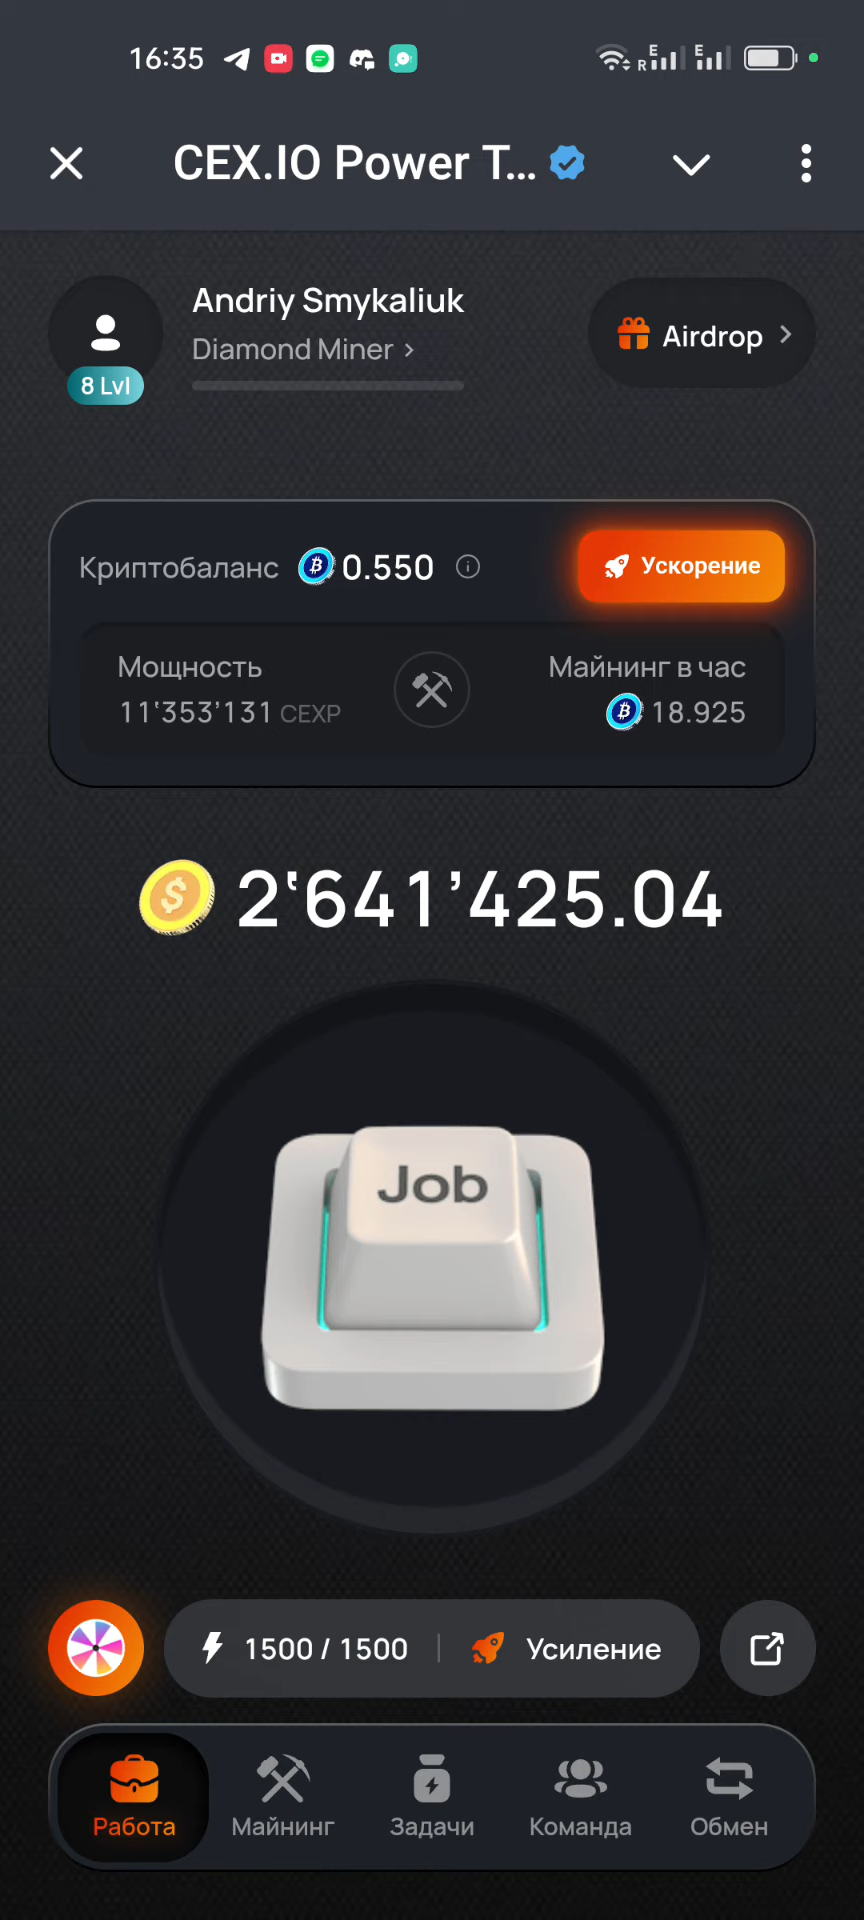 16:35
R E E
CEX.IO Power T...
Andriy Smykaliuk
Diamond Miner >
8 Lvl
Airdrop >
Криптобаланс 0.550
Ускорение
Мощность
11‛353’131 CEXP
Майнинг в час
18.925
2‛641’425.04
Job
1500 / 1500 | Усиление
Работа Майнинг Задачи Команда Обмен